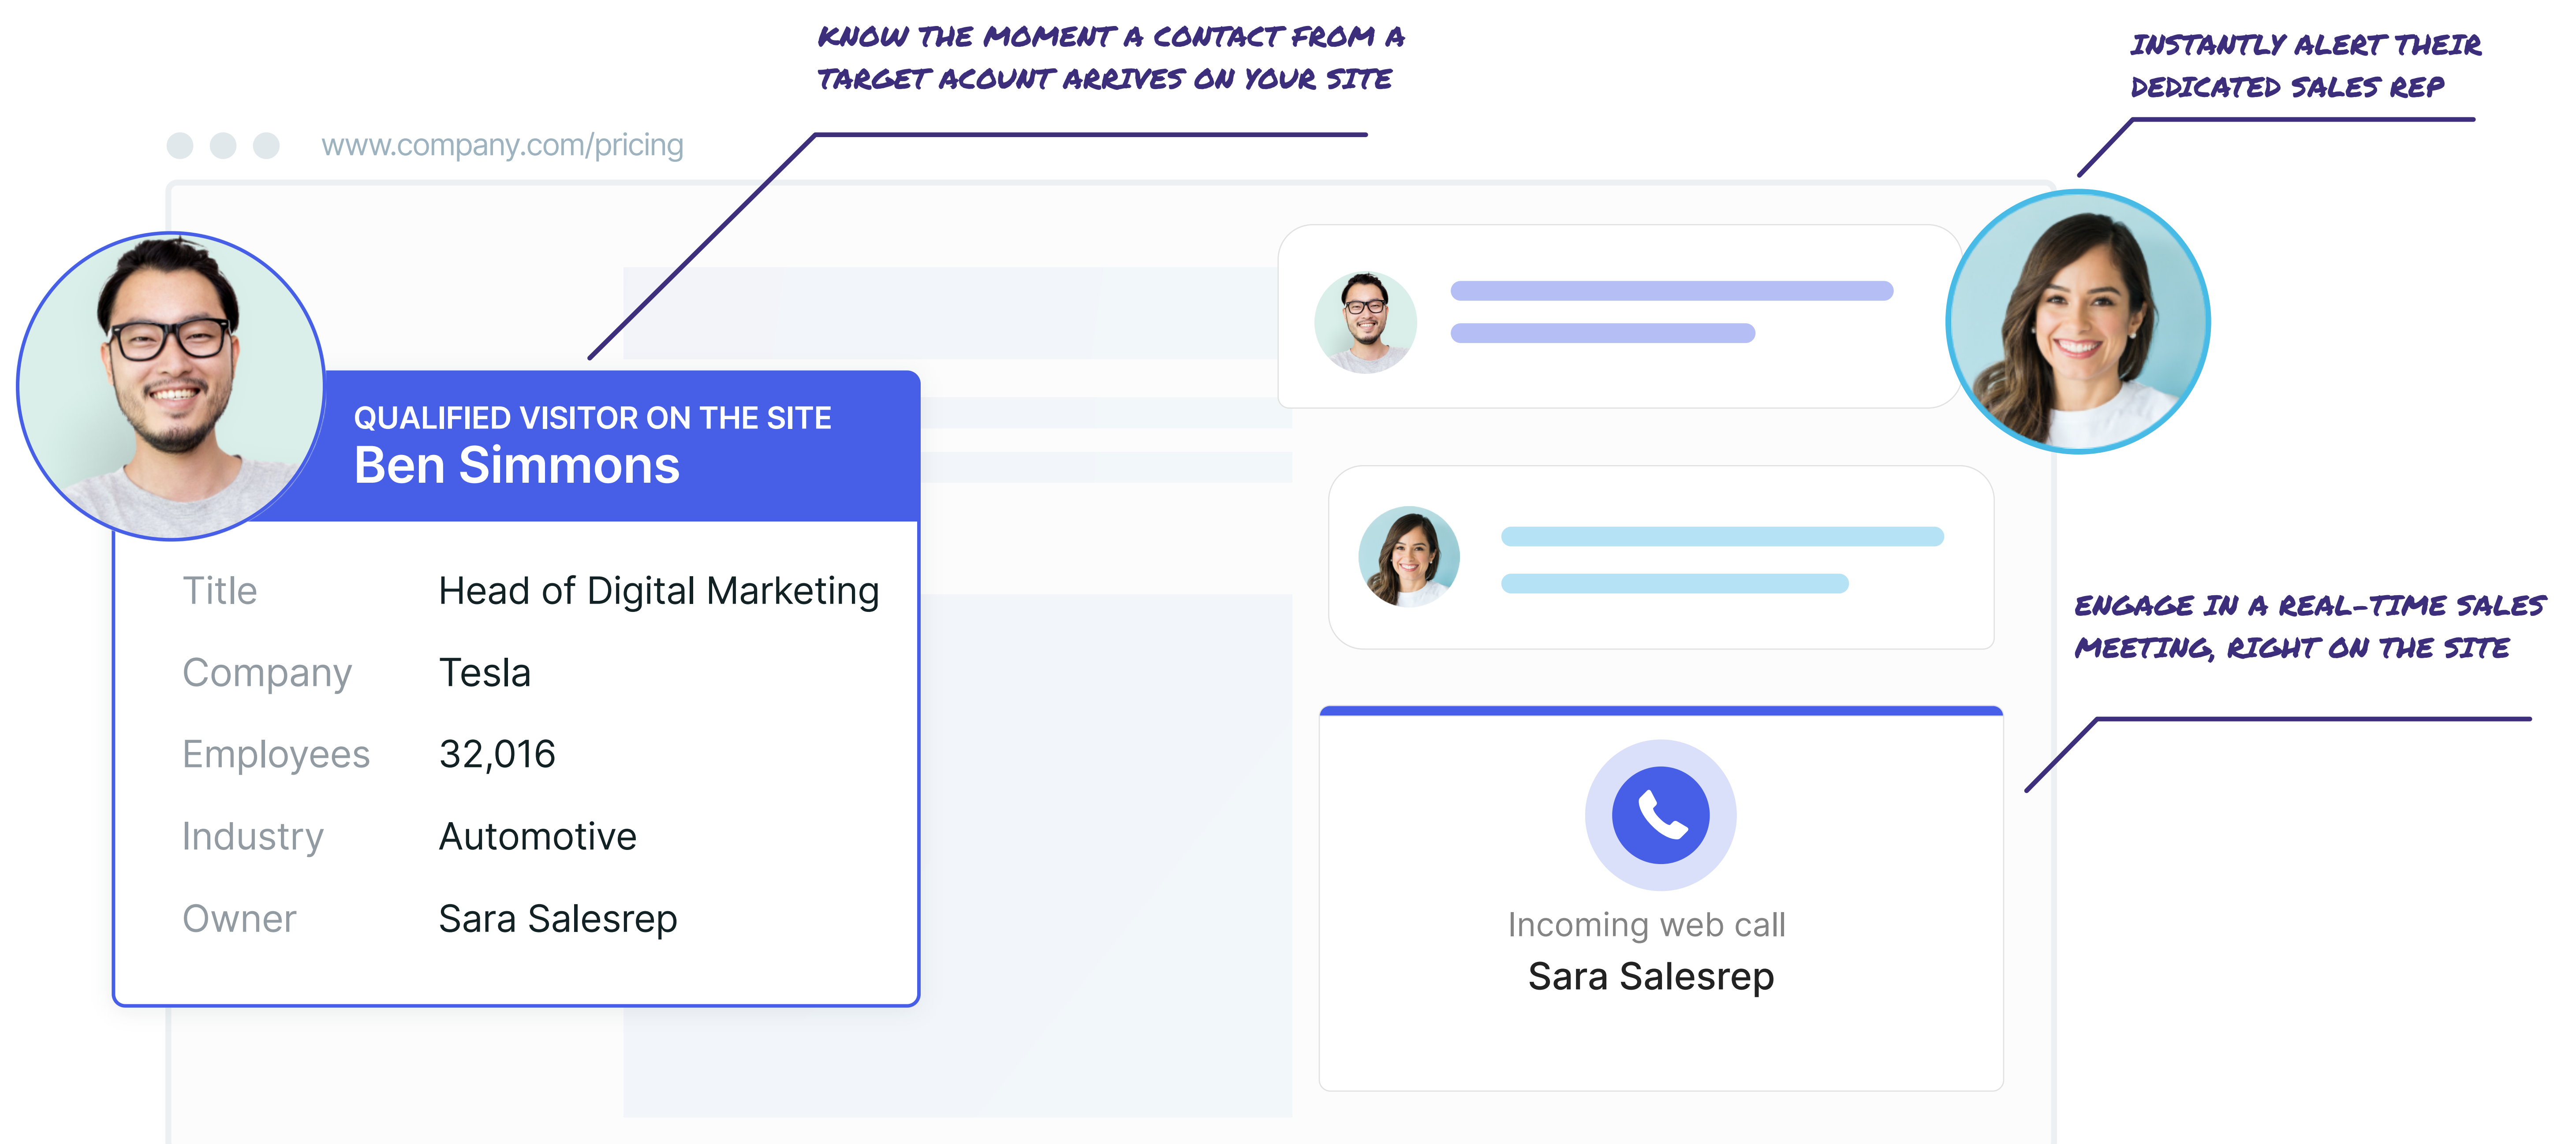 KNOW THE MOMENT A CONTACT FROM A
TARGET ACOUNT ARRIVES ON YOUR SITE
INSTANTLY ALERT THEIR
DEDICATED SALES REP
www.company.com/pricing
QUALIFIED VISITOR ON THE SITE
Ben Simmons
Title Head of Digital Marketing
Company Tesla
Employees 32,016
Industry Automotive
Owner Sara Salesrep
ENGAGE IN A REAL-TIME SALES
MEETING, RIGHT ON THE SITE
Incoming web call
Sara Salesrep